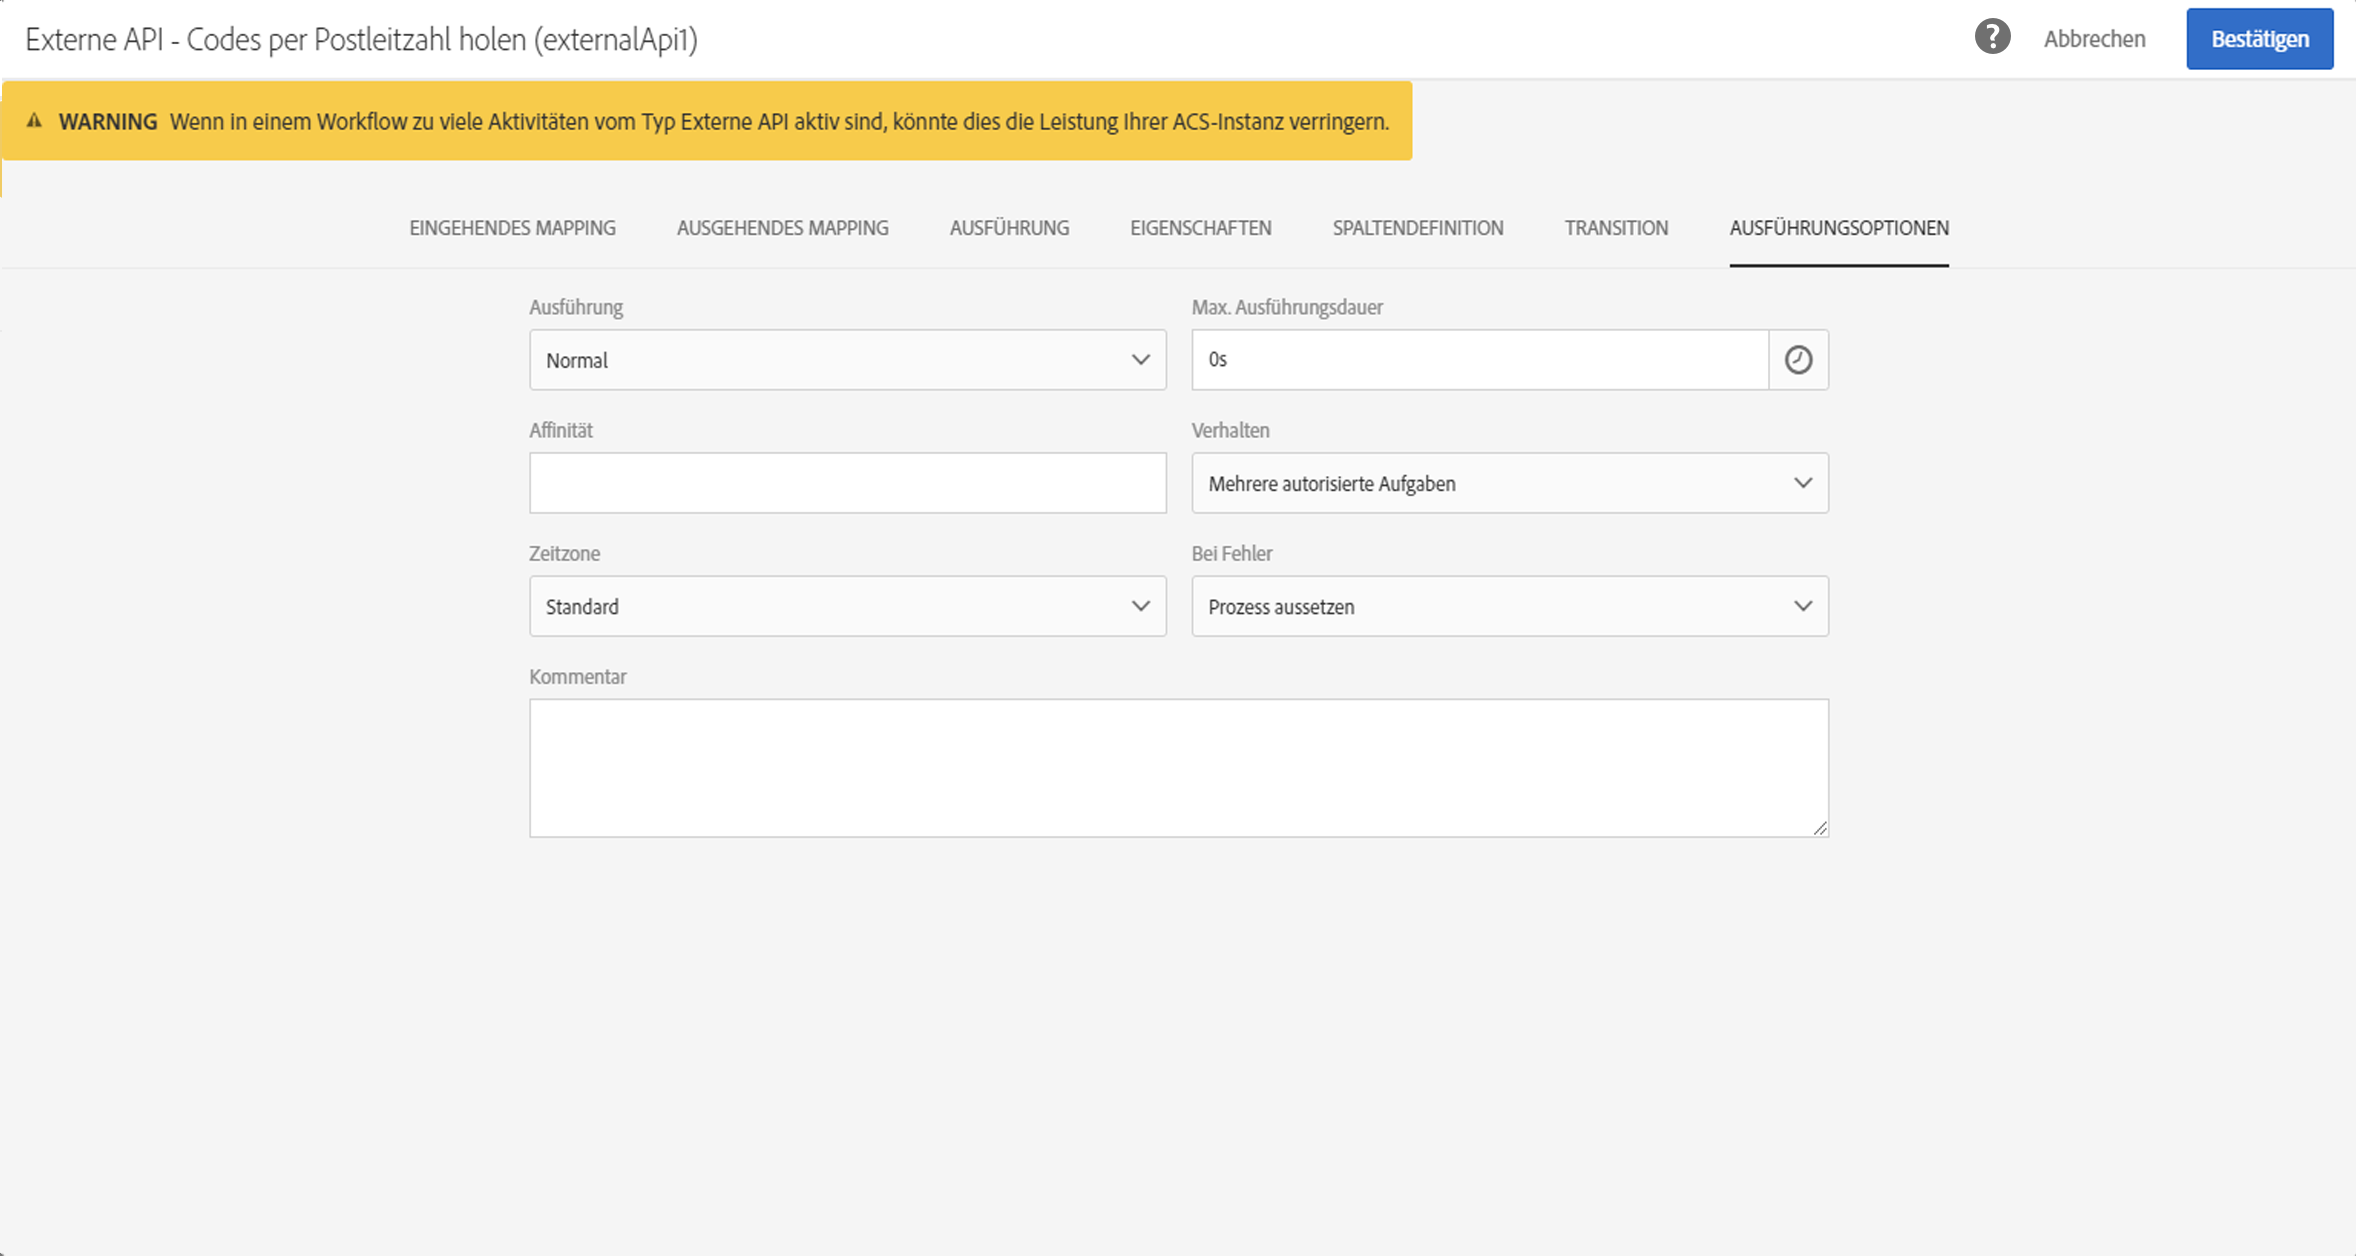 Externe API - Codes per Postleitzahl holen (externalApi1)
? Abbrechen Bestätigen
WARNING Wenn in einem Workflow zu viele Aktivitäten vom Typ Externe API aktiv sind, könnte dies die Leistung Ihrer ACS-Instanz verringern.
EINGEHENDES MAPPING AUSGEHENDES MAPPING AUSFÜHRUNG EIGENSCHAFTEN SPALTENDEFINITION TRANSITION AUSFÜHRUNGSOPTIONEN
Ausführung Max. Ausführungsdauer
Normal 0s
Affinität Verhalten
Mehrere autorisierte Aufgaben
Zeitzone Bei Fehler
Standard Prozess aussetzen
Kommentar